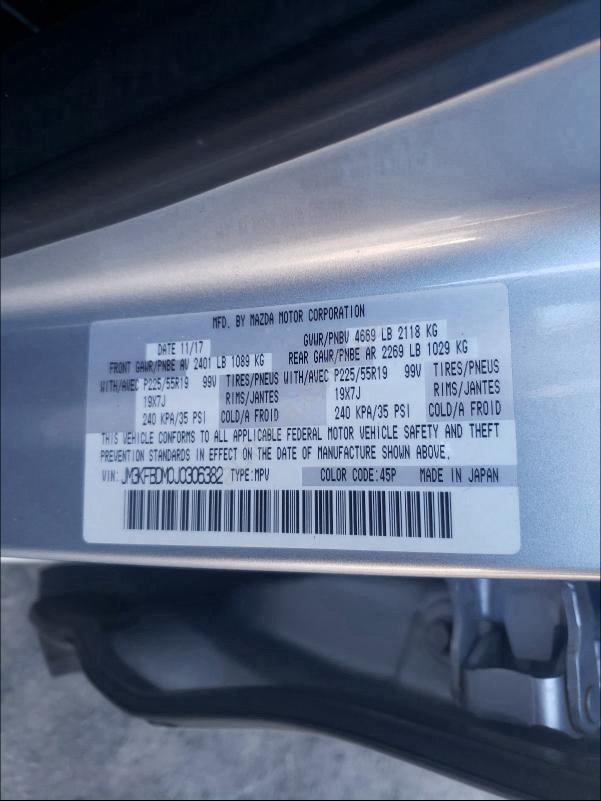 MFD. BY MAZDA MOTOR CORPORATION
DATE 11/17 GVWR/PNBV 4669 LB 2118 KG
FRONT GAWR/PNBE AV 2401 LB 1089 KG REAR GAWR/PNBE AR 2269 LB 1029 KG
WITH/AVEC P225/55R19 99V TIRES/PNEUS WITH/AVEC P225/55R19 99V TIRES/PNEUS
19X7J RIMS/JANTES 19X7J RIMS/JANTES
240 KPA/35 PSI COLD/A FROID 240 KPA/35 PSI COLD/A FROID
THIS VEHICLE CONFORMS TO ALL APPLICABLE FEDERAL MOTOR VEHICLE SAFETY AND THEFT
PREVENTION STANDARDS IN EFFECT ON THE DATE OF MANUFACTURE SHOWN ABOVE.
VIN: JM3KFBDM0J0306382 TYPE: MPV COLOR CODE: 45P MADE IN JAPAN